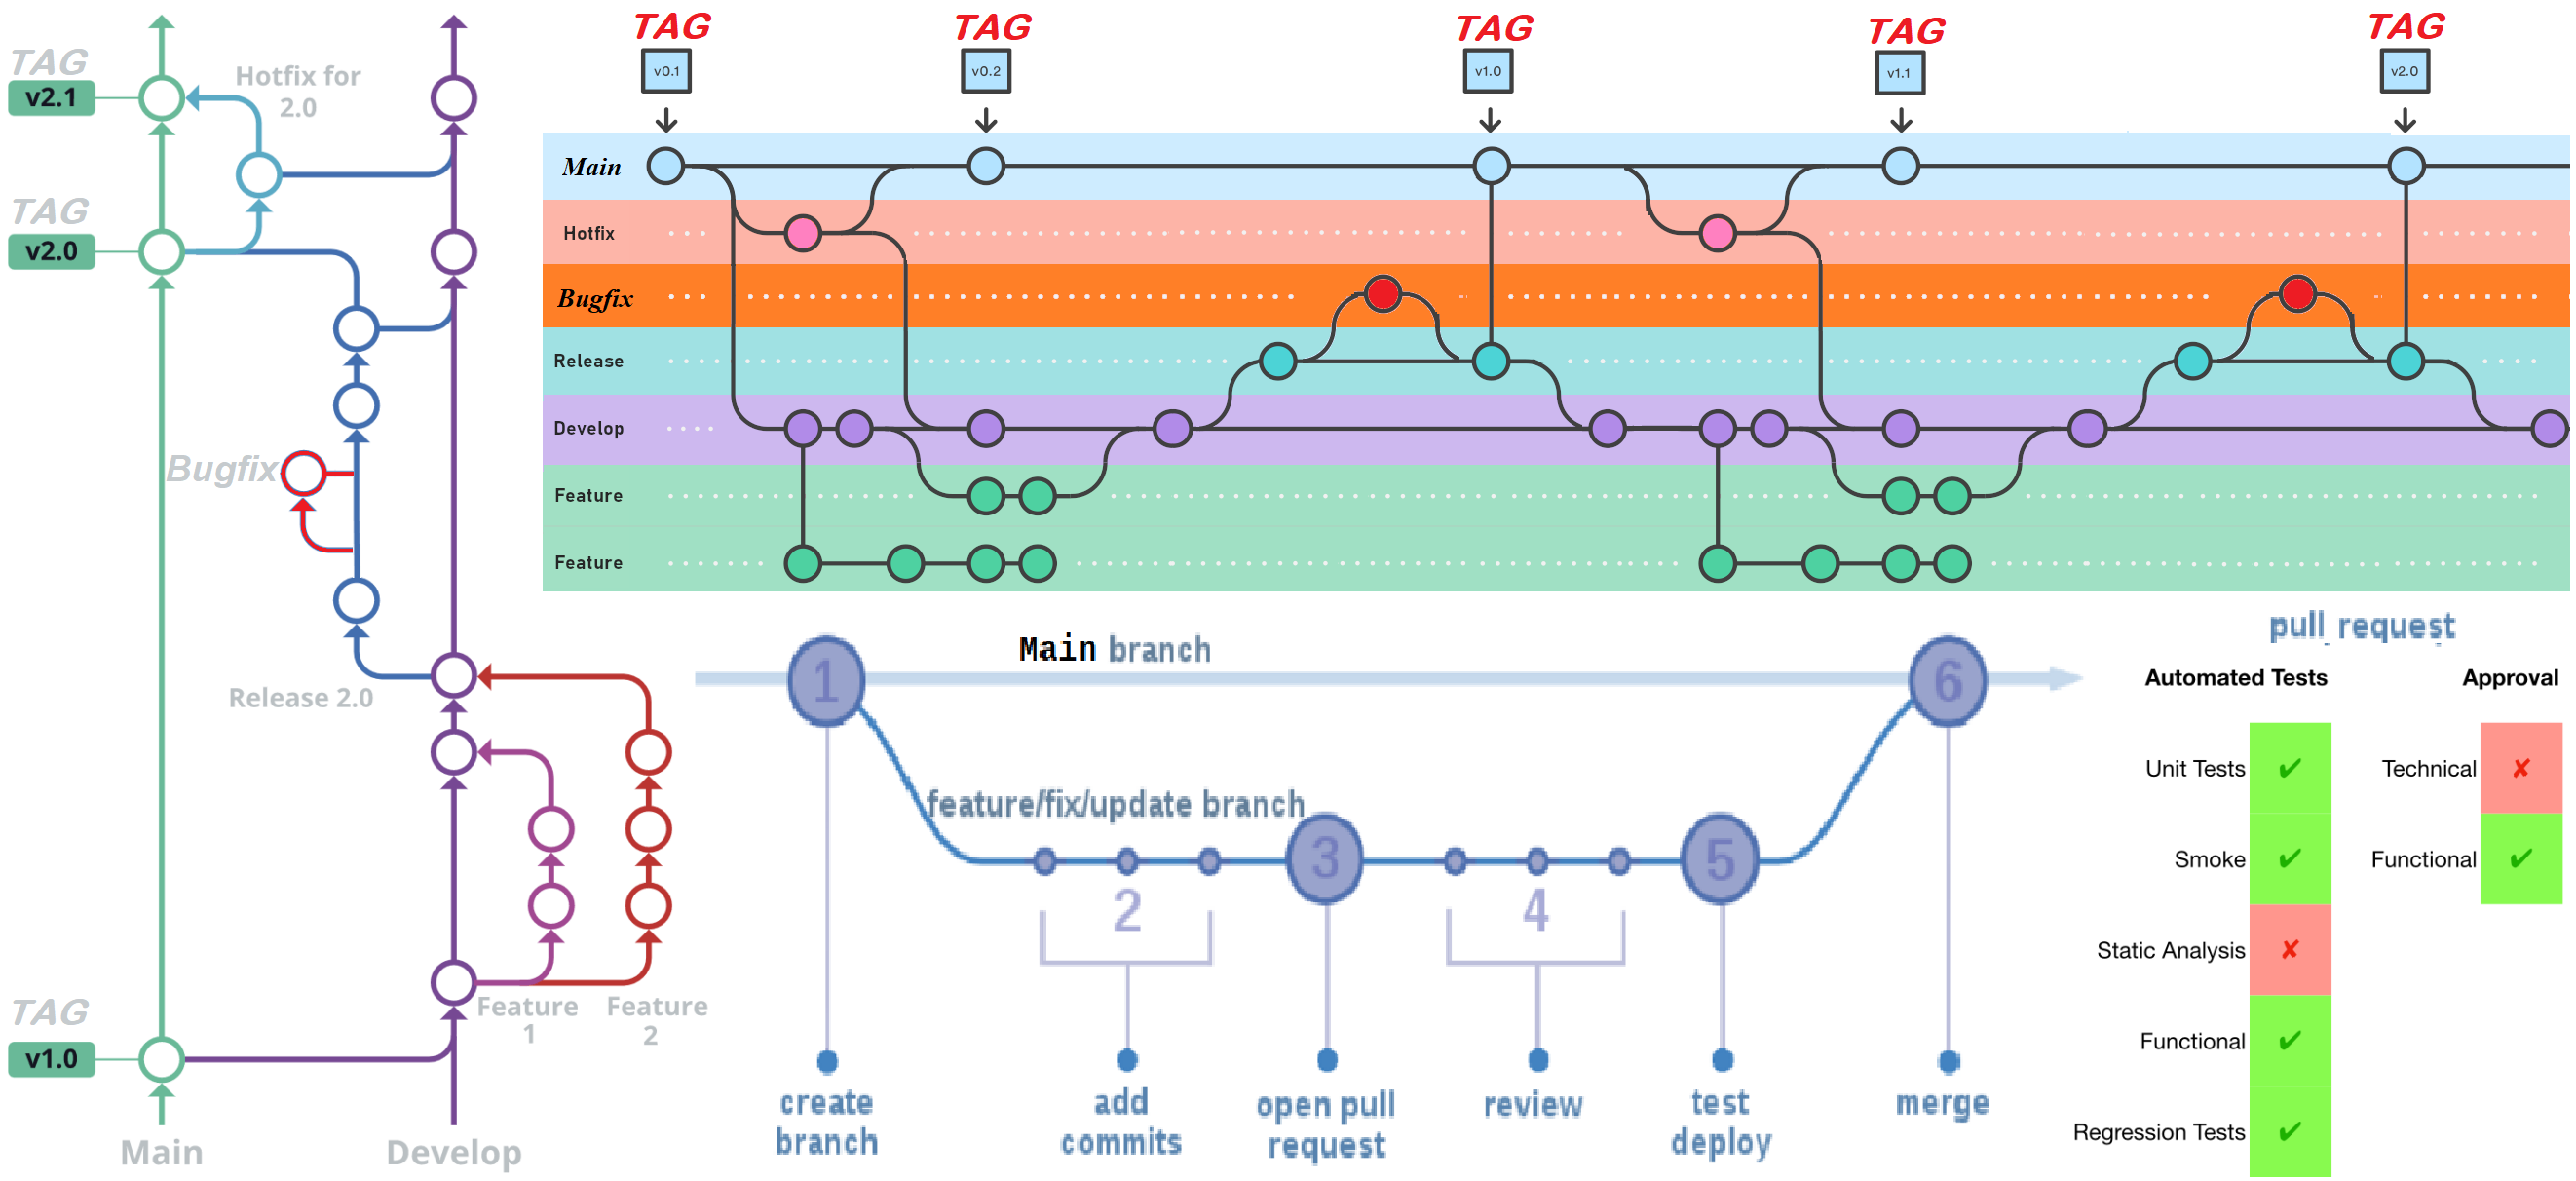 TAG
v2.1
Hotfix for
2.0
TAG
v2.0
Bugfix
Release 2.0
Feature
1
Feature
2
TAG
v1.0
Main
Develop
TAG
TAG
TAG
TAG
TAG
v0.1
v0.2
v1.0
v1.1
v2.0
Main
Hotfix
Bugfix
Release
Develop
Feature
Feature
Main branch
1
6
feature/fix/update branch
3
5
2
4
create
branch
add
commits
open pull
request
review
test
deploy
merge
pull request
Automated Tests
Approval
Unit Tests ✔
Technical ✘
Smoke ✔
Functional ✔
Static Analysis ✘
Functional ✔
Regression Tests ✔